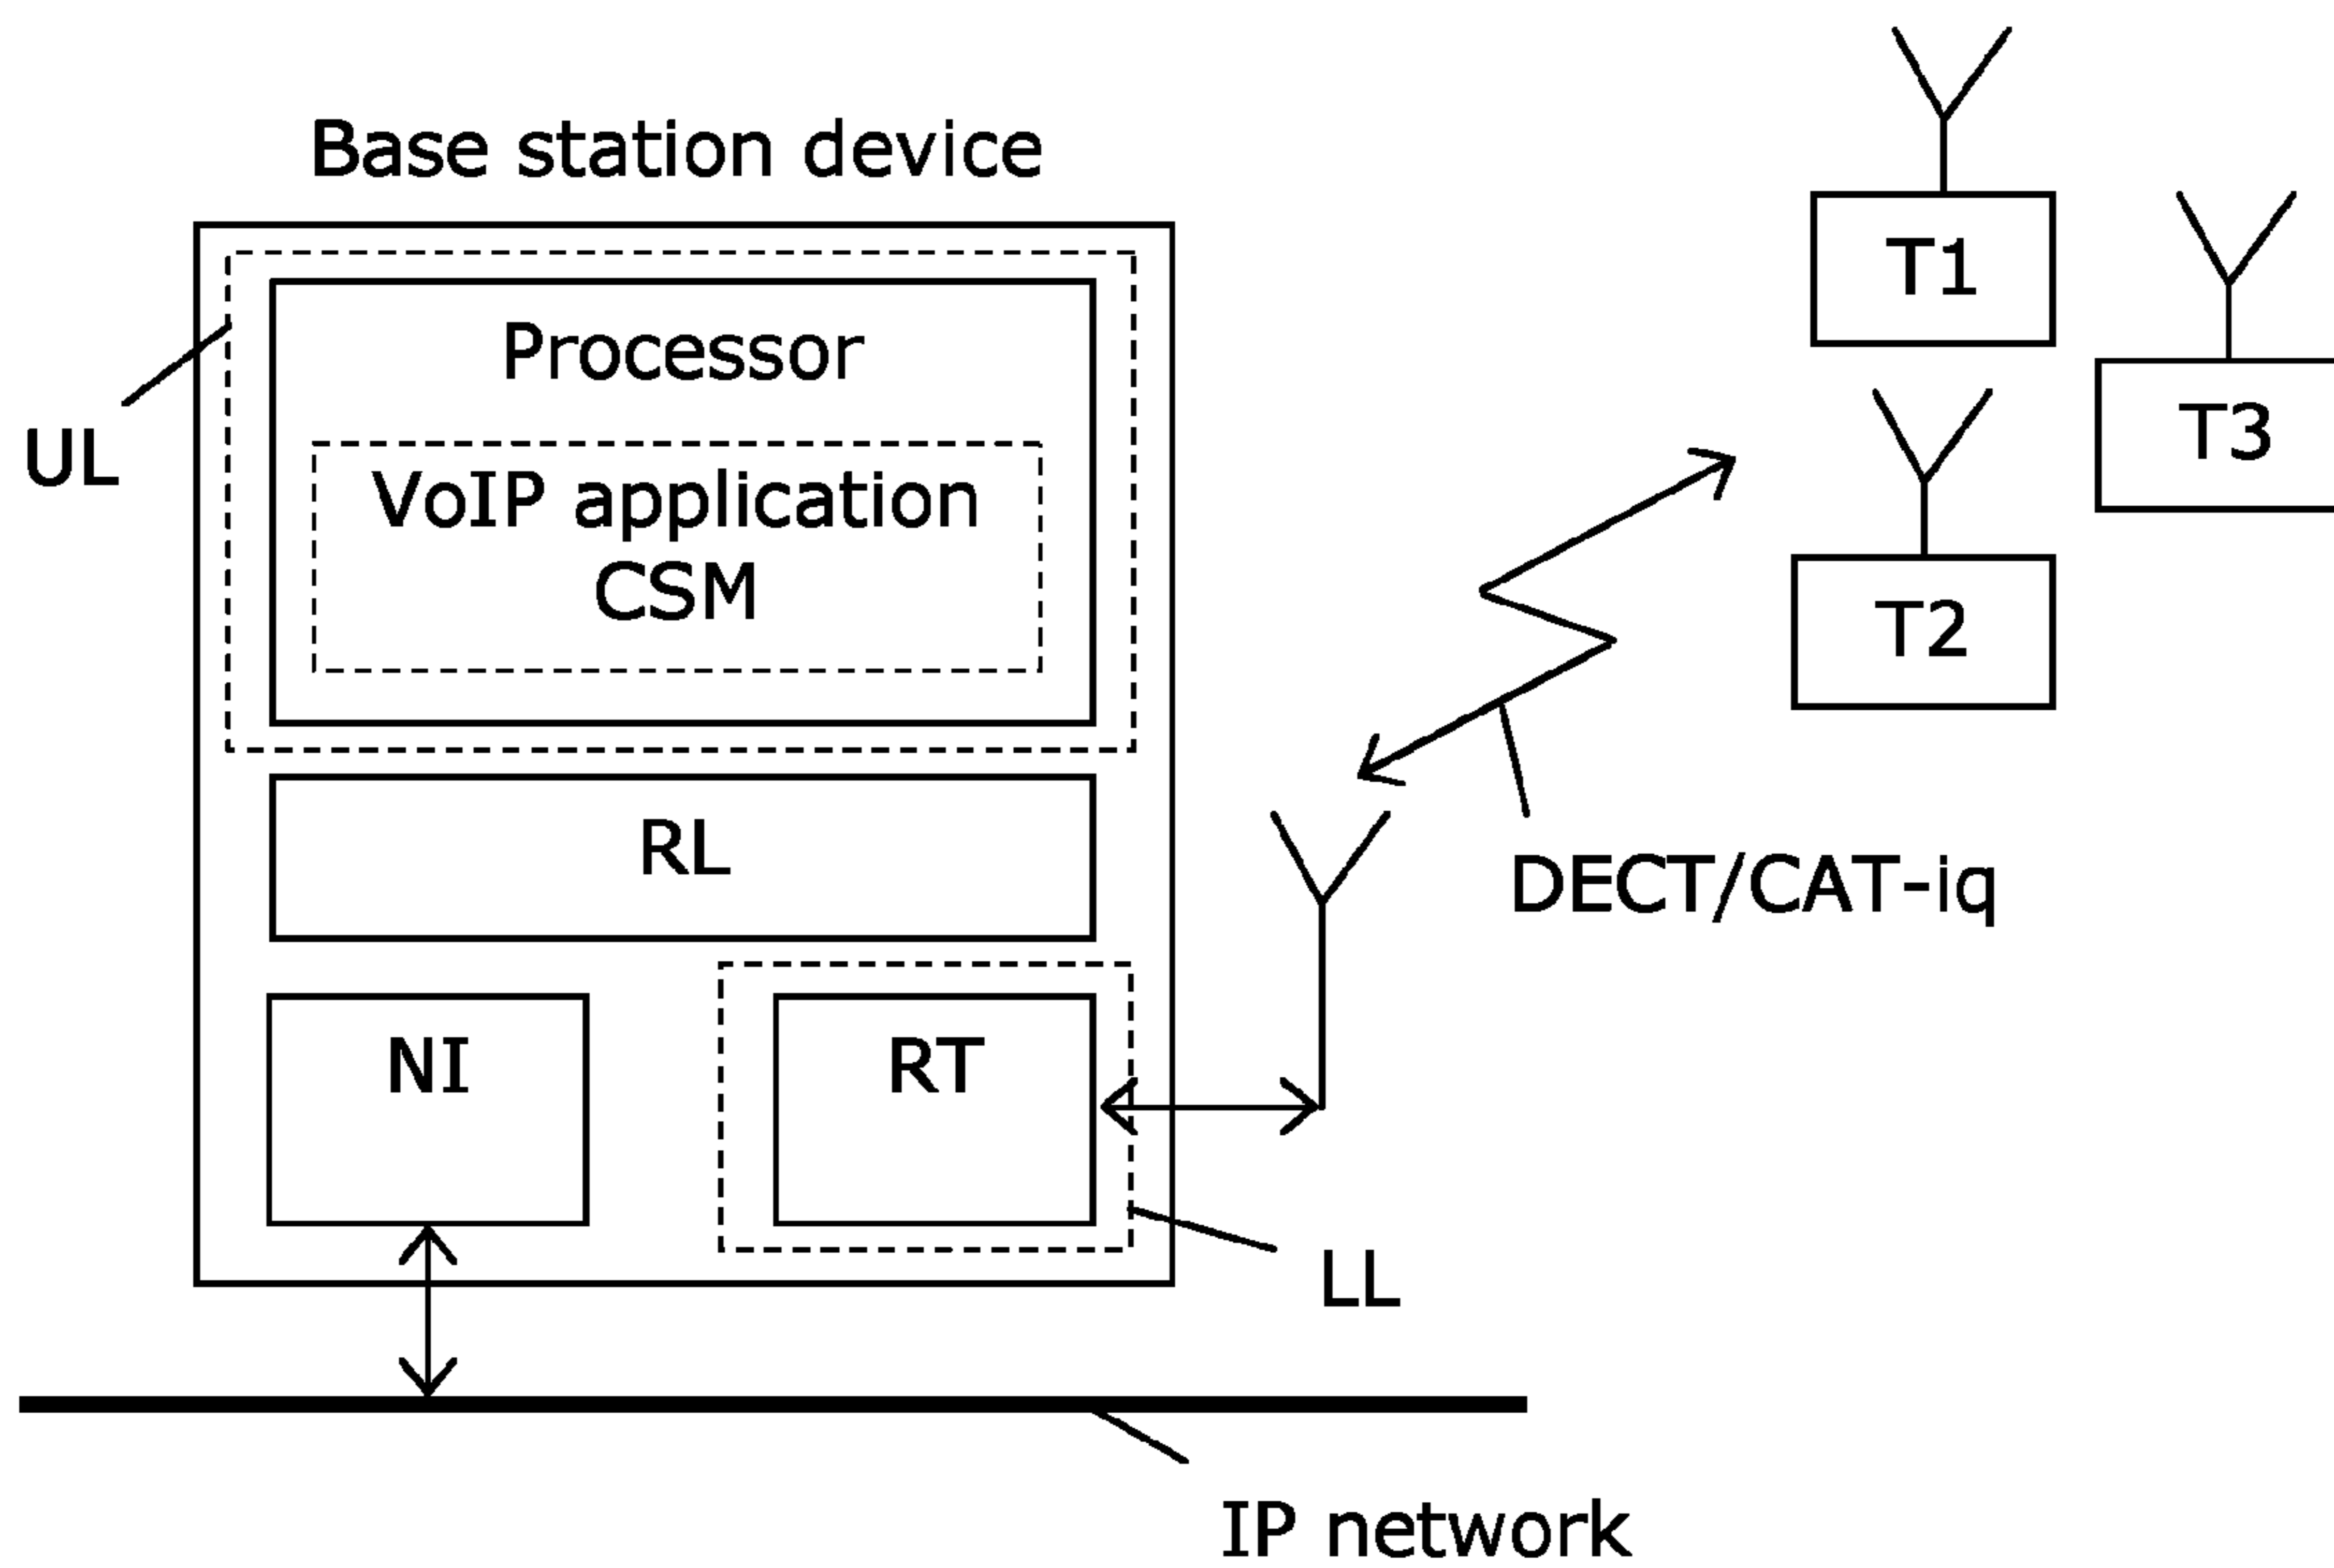 Base station device
T1
Processor
T3
UL
VoIP application
CSM
T2
RL
DECT/CAT-iq
NI
RT
LL
IP network